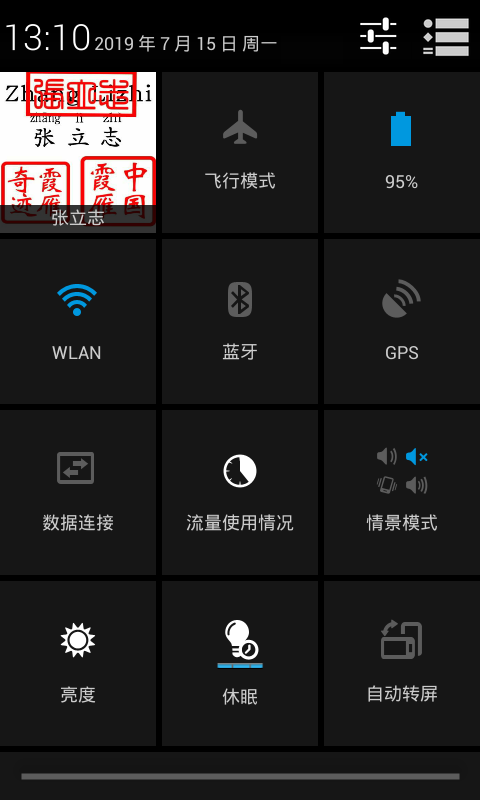 13:10 2019 年 7 月 15 日 周一
張立志
Zhang Lizhi
zhāng lì zhì
张 立 志
奇霞
迹雁
霞中
雁国
张立志
飞行模式
95%
WLAN
蓝牙
GPS
数据连接
流量使用情况
情景模式
亮度
休眠
自动转屏